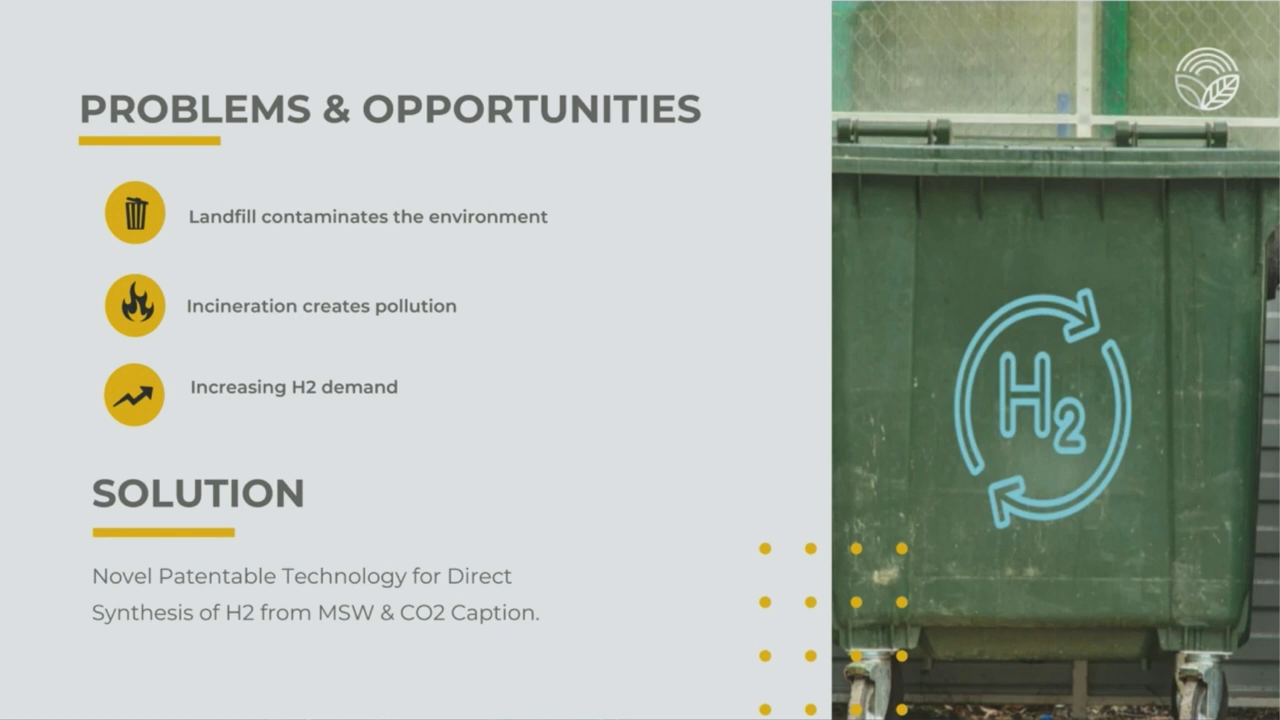 PROBLEMS & OPPORTUNITIES
Landfill contaminates the environment
Incineration creates pollution
Increasing H2 demand
SOLUTION
Novel Patentable Technology for Direct
Synthesis of H2 from MSW & CO2 Caption.
H2